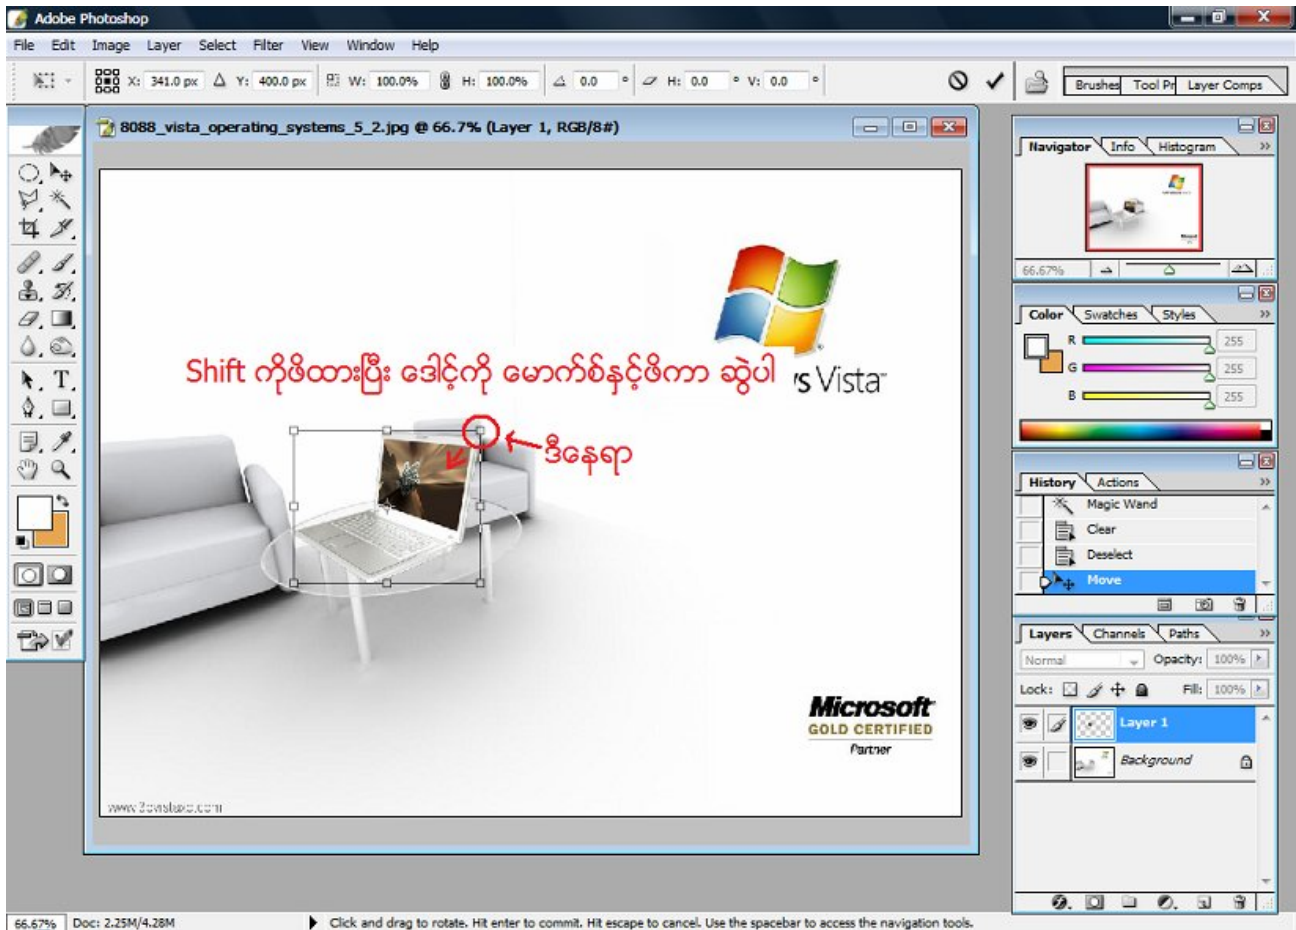 Adobe Photoshop
File Edit Image Layer Select Filter View Window Help
X: 341.0 px Y: 400.0 px W: 100.0% H: 100.0% 0.0 ° H: 0.0 ° V: 0.0 °
Brushes Tool Pr Layer Comps
8088_vista_operating_systems_5_2.jpg @ 66.7% (Layer 1, RGB/8#)
Navigator Info Histogram
66.67%
Color Swatches Styles
R 255
G 255
B 255
Shift ကိုဖိထားပြီး ဒေါင့်ကို မောက်စ်နှင့်ဖိကာ ဆွဲပါ
's Vista
ဒီနေရာ
History Actions
Magic Wand
Clear
Deselect
Move
Layers Channels Paths
Normal Opacity: 100%
Lock: Fill: 100%
Layer 1
Background
Microsoft
GOLD CERTIFIED
Partner
T
66.67% Doc: 2.25M/4.28M Click and drag to rotate. Hit enter to commit. Hit escape to cancel. Use the spacebar to access the navigation tools.